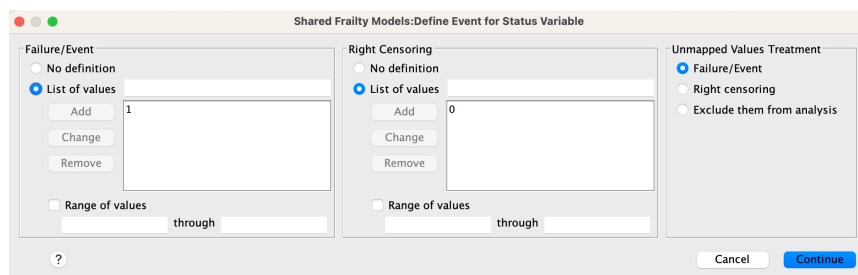 Shared Frailty Models:Define Event for Status Variable
Failure/Event
No definition
List of values
Add
1
Change
Remove
Range of values
through
Right Censoring
No definition
List of values
Add
0
Change
Remove
Range of values
through
Unmapped Values Treatment
Failure/Event
Right censoring
Exclude them from analysis
?
Cancel
Continue